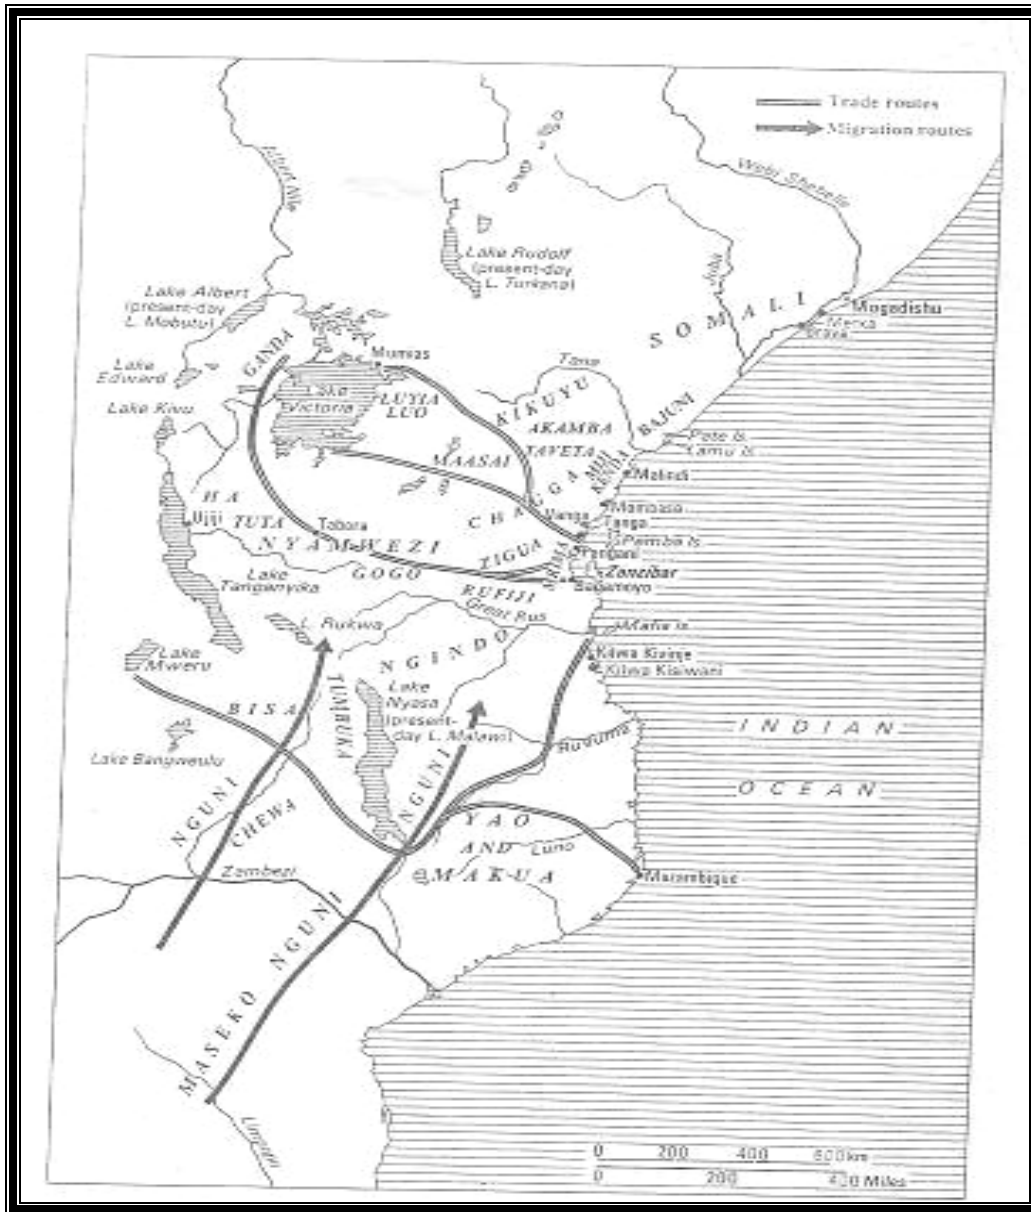 Trade routes
Migration routes
Albert Nile
Webi Shebelle
Lake Rudolf
(present-day
L. Turkana)
Juba
Lake Albert
(present-day
L. Mobutu)
SOMALI
Mogadishu
Merka
Brava
Lake
Edward
GANDA
Mumias
Tana
Lake Kivu
Lake
Victoria
LUYIA
LUO
KIKUYU
AKAMBA
BAJUNI
TAVETA
Pate Is.
Lamu Is.
MAASAI
MIJI
KENDA
Malindi
HA
CHAGGA
Mombasa
Ujiji
TUTA
Tabora
Vanga
Tanga
NYAMWEZI
Pemba Is.
ZIGUA
Pangani
Lake
Tanganyika
GOGO
MRIMA
Zanzibar
Bagamoyo
RUFIJI
L. Rukwa
Mafia Is.
Lake
Mweru
NGINDO
Kilwa Kivinje
Kilwa Kisiwani
TUMBUKA
Lake
Nyasa
(present-
day L. Malawi)
BISA
INDIAN
Lake Bangweulu
Ruvuma
OCEAN
NGUNI
NGUNI
CHEWA
YAO
AND
MAKUA
Zambezi
Mozambique
MASEKO NGUNI
Limpopo
0 200 400 600 km
0 200 400 Miles